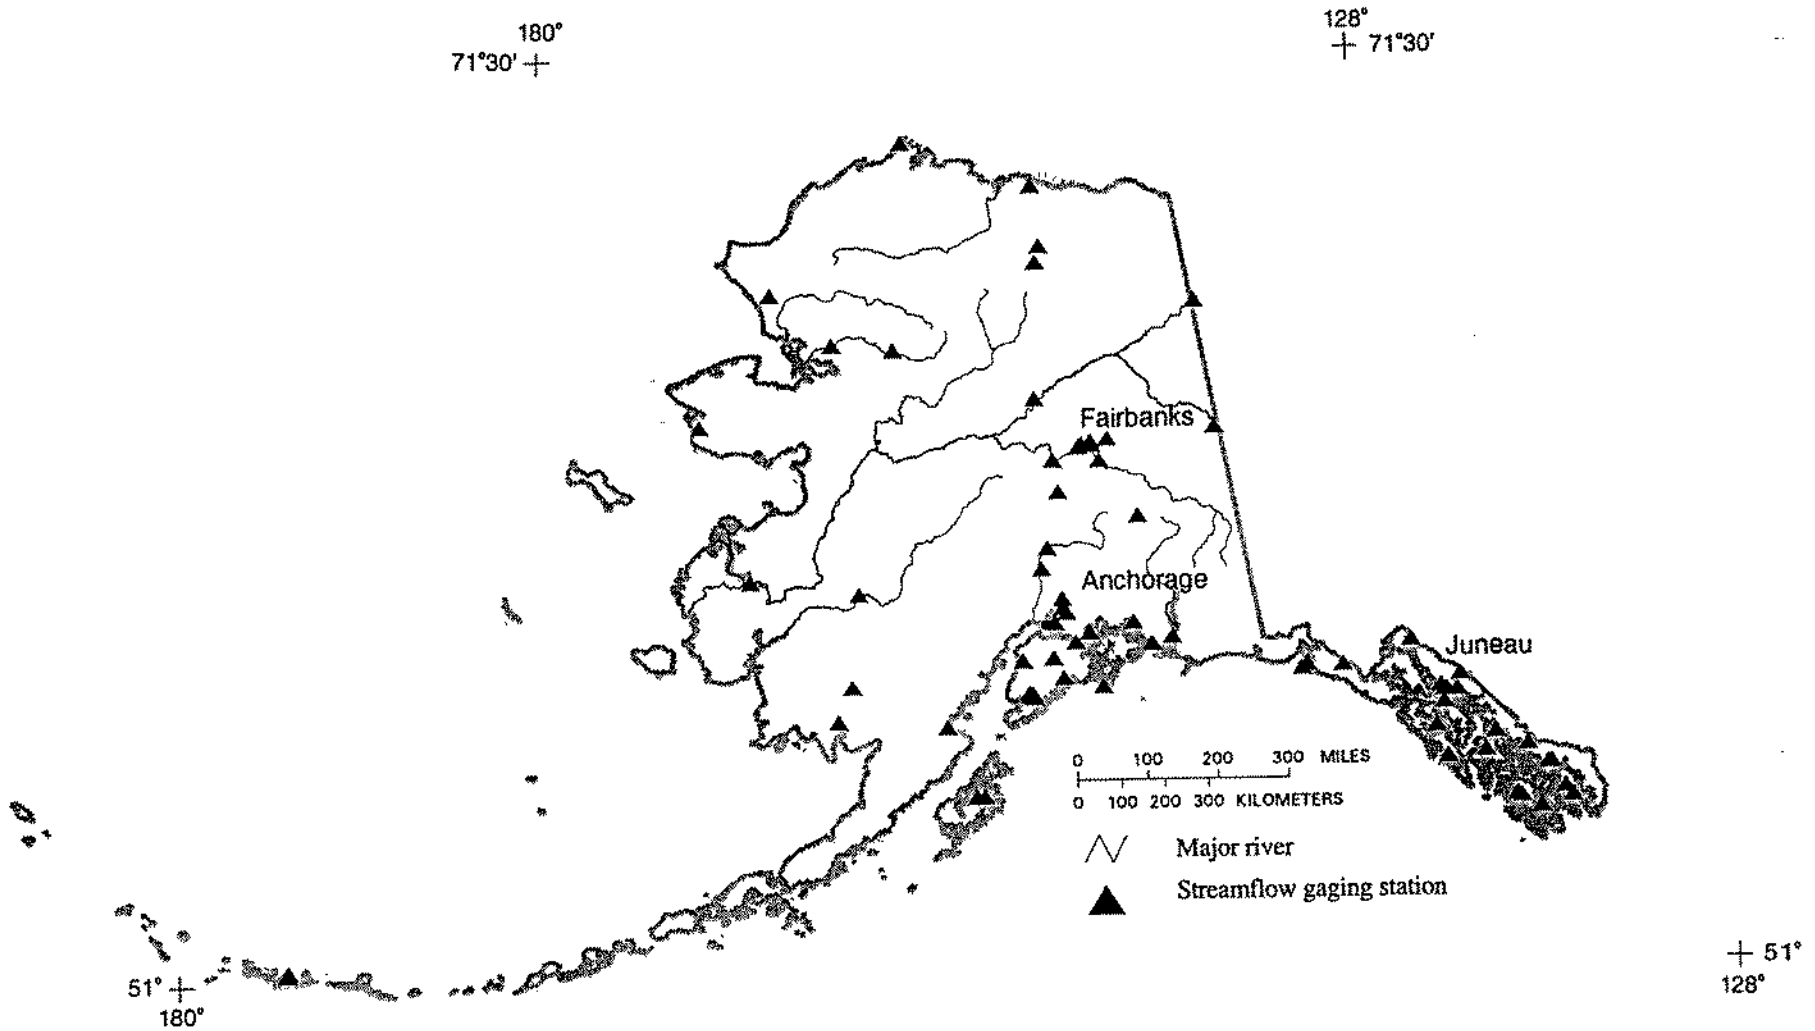 180°
71°30'
128°
71°30'
Fairbanks
Anchorage
Juneau
0 100 200 300 MILES
0 100 200 300 KILOMETERS
Major river
Streamflow gaging station
51°
180°
51°
128°